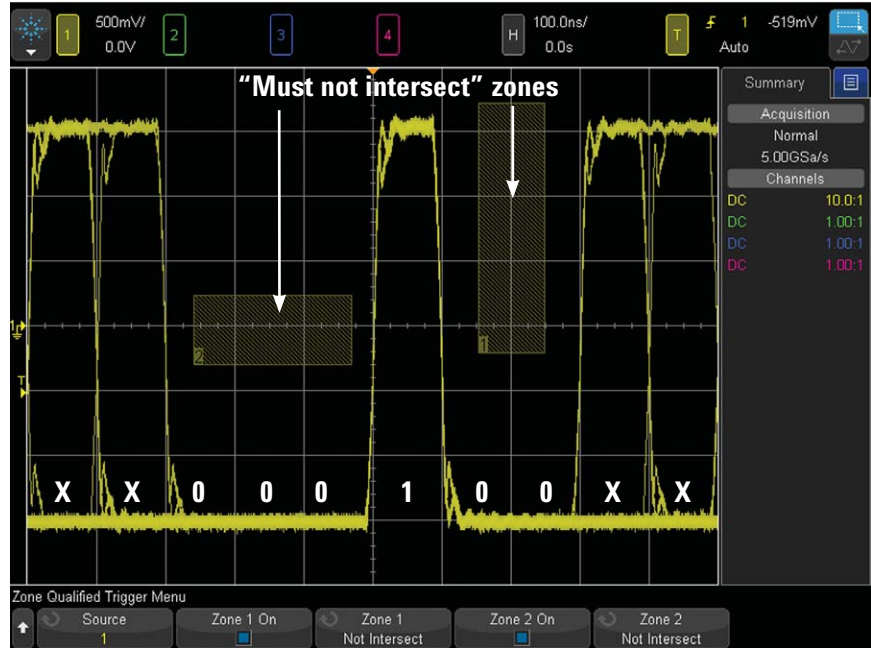 1 500mV/ 2 3 4 H 100.0ns/ T 1 -519mV
0.0V 0.0s Auto
"Must not intersect" zones
Summary
Acquisition
Normal
5.00GSa/s
Channels
DC 10.0:1
DC 1.00:1
DC 1.00:1
DC 1.00:1
1
2
1
T
X X 0 0 0 1 0 0 X X
Zone Qualified Trigger Menu
Source Zone 1 On Zone 1 Zone 2 On Zone 2
1 Not Intersect Not Intersect